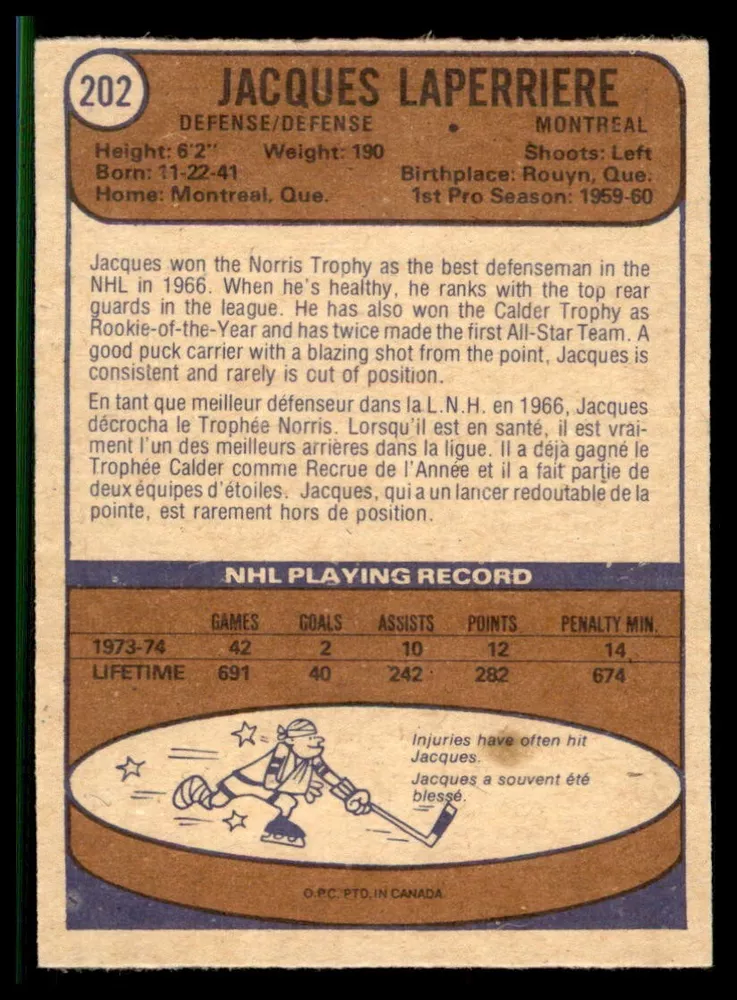 202
JACQUES LAPERRIERE
DEFENSE/DEFENSE • MONTREAL
Height: 6'2" Weight: 190 Shoots: Left
Born: 11-22-41 Birthplace: Rouyn, Que.
Home: Montreal, Que. 1st Pro Season: 1959-60
Jacques won the Norris Trophy as the best defenseman in the
NHL in 1966. When he's healthy, he ranks with the top rear
guards in the league. He has also won the Calder Trophy as
Rookie-of-the-Year and has twice made the first All-Star Team. A
good puck carrier with a blazing shot from the point, Jacques is
consistent and rarely is out of position.
En tant que meilleur défenseur dans la L.N.H. en 1966, Jacques
décrocha le Trophée Norris. Lorsqu'il est en santé, il est vrai-
ment l'un des meilleurs arrières dans la ligue. Il a déjà gagné le
Trophée Calder comme Recrue de l'Année et il a fait partie de
deux équipes d'étoiles. Jacques, qui a un lancer redoutable de la
pointe, est rarement hors de position.
NHL PLAYING RECORD
GAMES GOALS ASSISTS POINTS PENALTY MIN.
1973-74 42 2 10 12 14
LIFETIME 691 40 242 282 674
Injuries have often hit
Jacques.
Jacques a souvent été
blessé.
O.P.C. PTD. IN CANADA